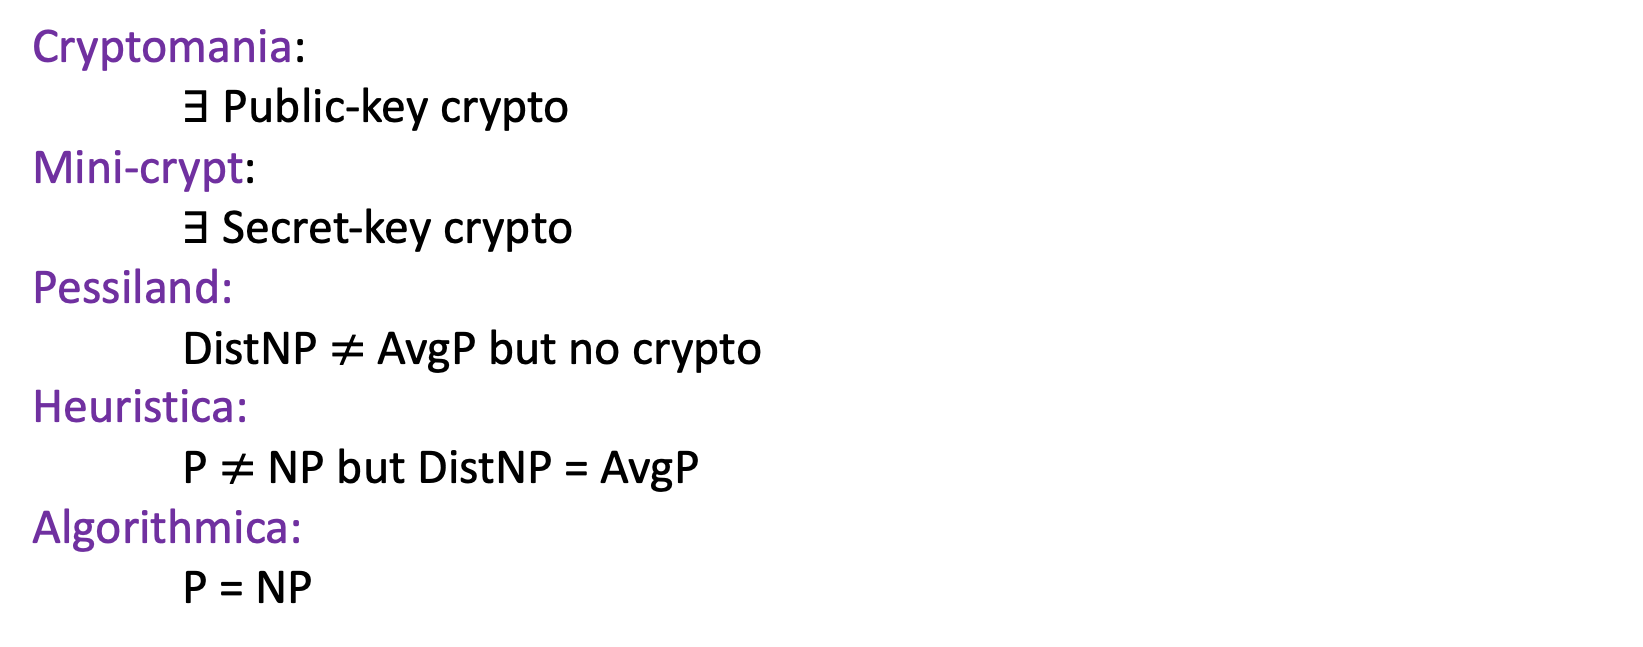 Cryptomania:
∃ Public-key crypto
Mini-crypt:
∃ Secret-key crypto
Pessiland:
DistNP ≠ AvgP but no crypto
Heuristica:
P ≠ NP but DistNP = AvgP
Algorithmica:
P = NP